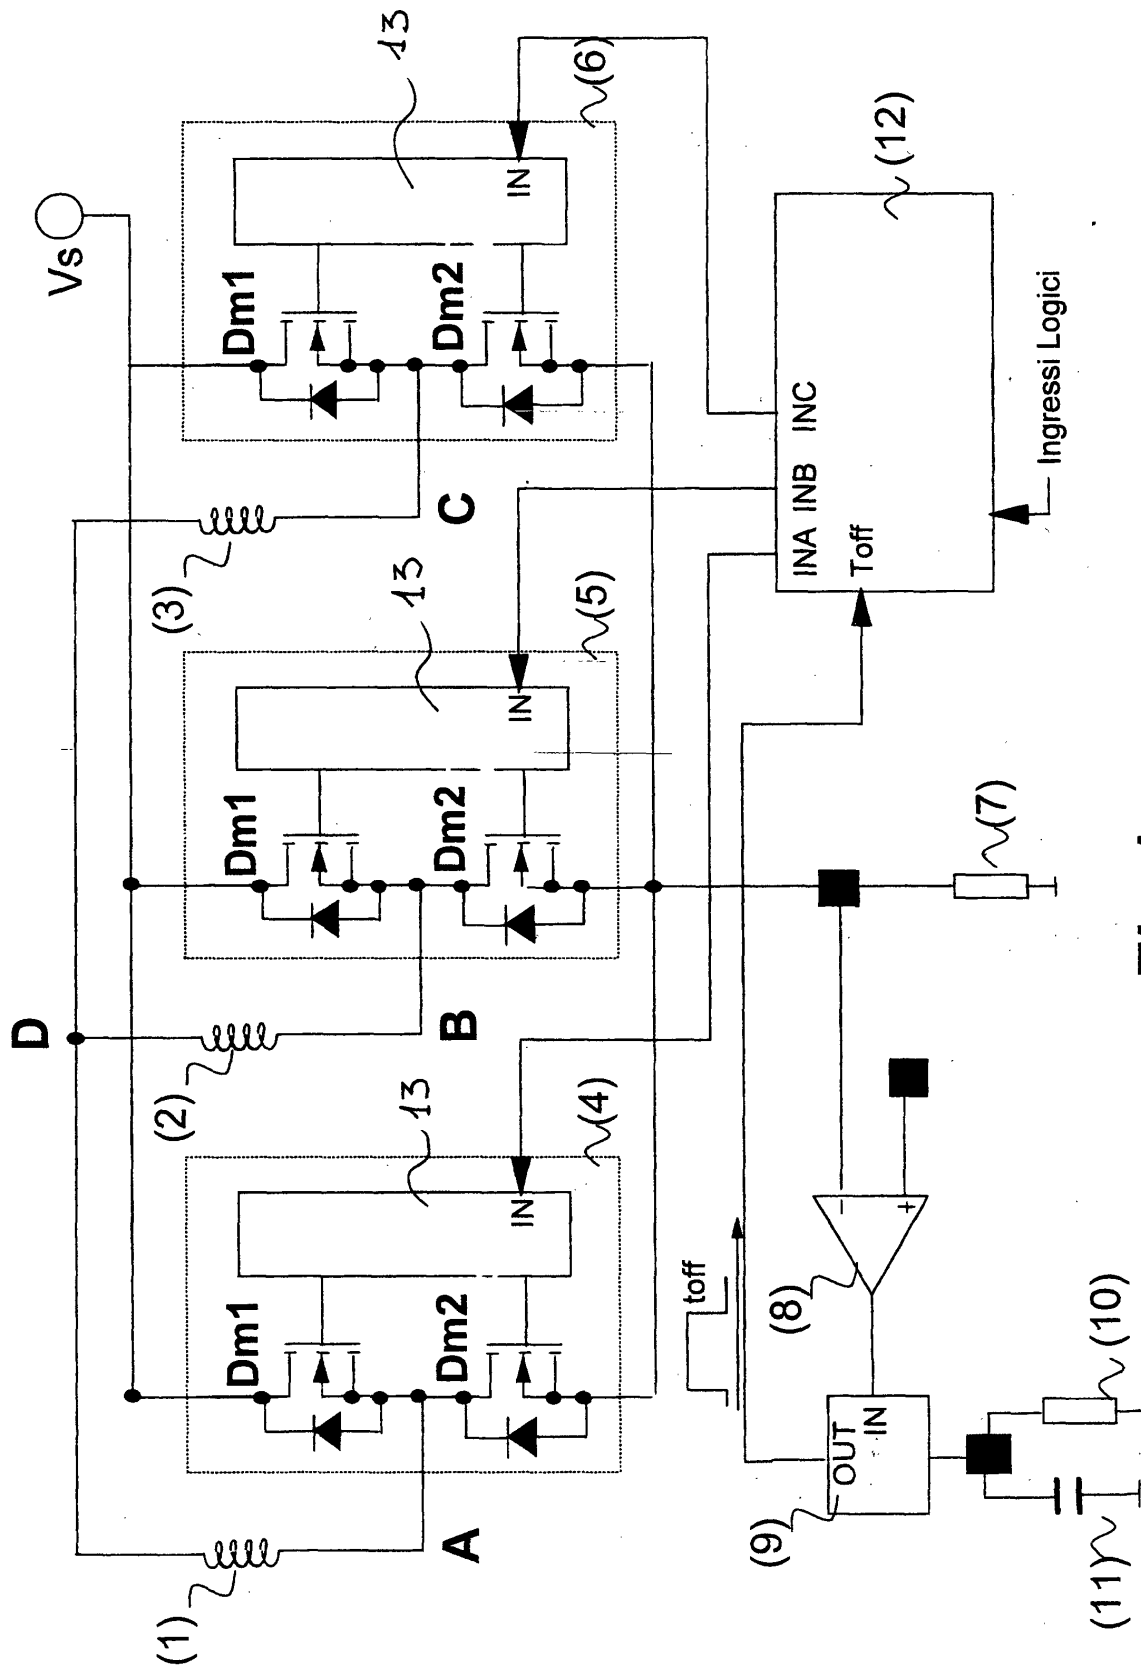 D
Vs
(1)
(2)
(3)
Dm1
Dm1
Dm1
13
13
13
Dm2
Dm2
Dm2
A
B
C
IN
IN
IN
(4)
(5)
(6)
toff
(9)
(8)
INA INB INC
OUT
-
Toff
IN
+
(12)
(7)
Ingressi Logici
(11)
(10)